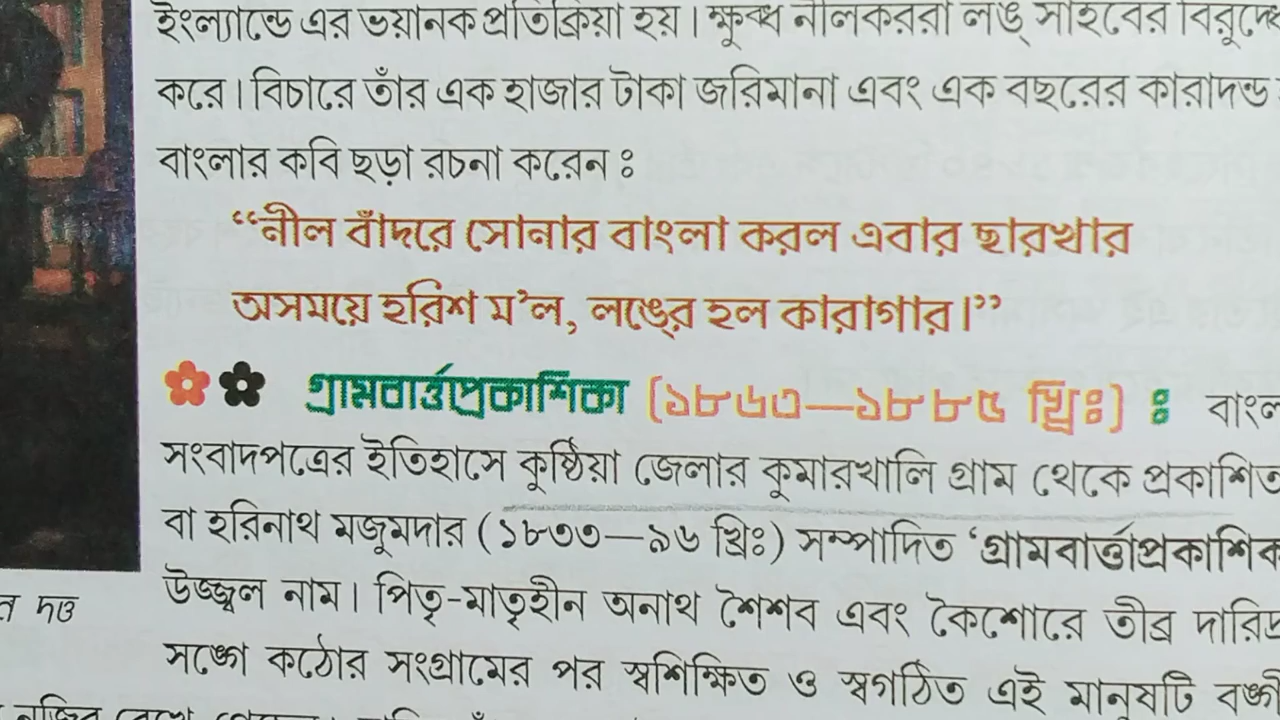 ইংল্যান্ডে এর ভয়ানক প্রতিক্রিয়া হয়। ক্ষুব্ধ নীলকররা লঙ্ সাহেবের বিরুদ্ধে
করে। বিচারে তাঁর এক হাজার টাকা জরিমানা এবং এক বছরের কারাদন্ড
বাংলার কবি ছড়া রচনা করেন ঃ
“নীল বাঁদরে সোনার বাংলা করল এবার ছারখার
অসময়ে হরিশ ম’ল, লঙ্রে হল কারাগার।”
গ্রামবার্ত্তাপ্রকাশিকা (১৮৬৩—১৮৮৫ খ্রিঃ) ঃ বাংল
সংবাদপত্রের ইতিহাসে কুষ্ঠিয়া জেলার কুমারখালি গ্রাম থেকে প্রকাশিত
বা হরিনাথ মজুমদার (১৮৩৩—৯৬ খ্রিঃ) সম্পাদিত ‘গ্রামবার্ত্তাপ্রকাশিক
উজ্জ্বল নাম। পিতৃ-মাতৃহীন অনাথ শৈশব এবং কৈশোরে তীব্র দারিদ্র
ন দত্ত
সঙ্গে কঠোর সংগ্রামের পর স্বশিক্ষিত ও স্বগঠিত এই মানুষটি বঙ্গী